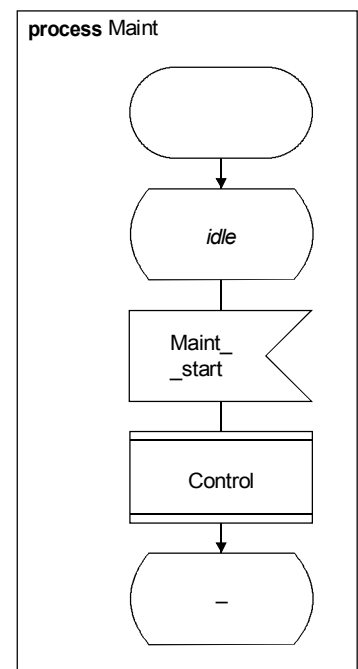 process Maint
idle
Maint_
_start
Control
–